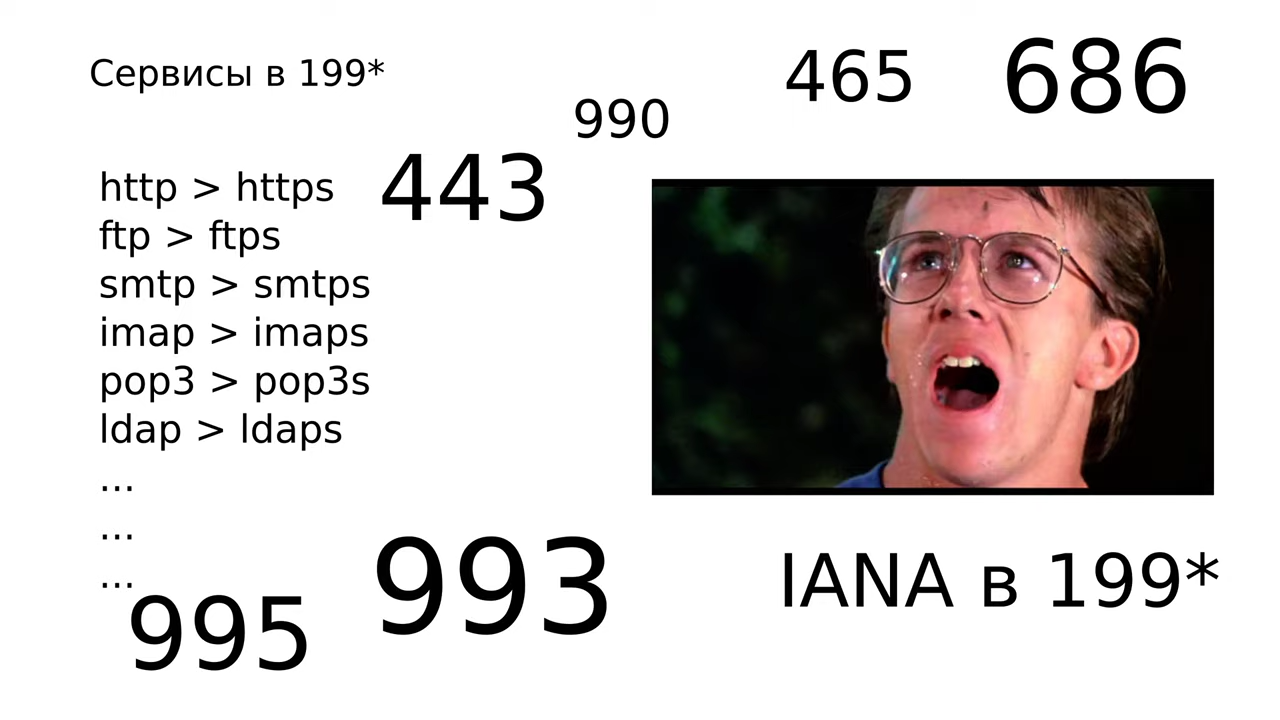 Сервисы в 199*
465
686
990
443
http > https
ftp > ftps
smtp > smtps
imap > imaps
pop3 > pop3s
ldap > ldaps
...
...
...
995
993
IANA в 199*